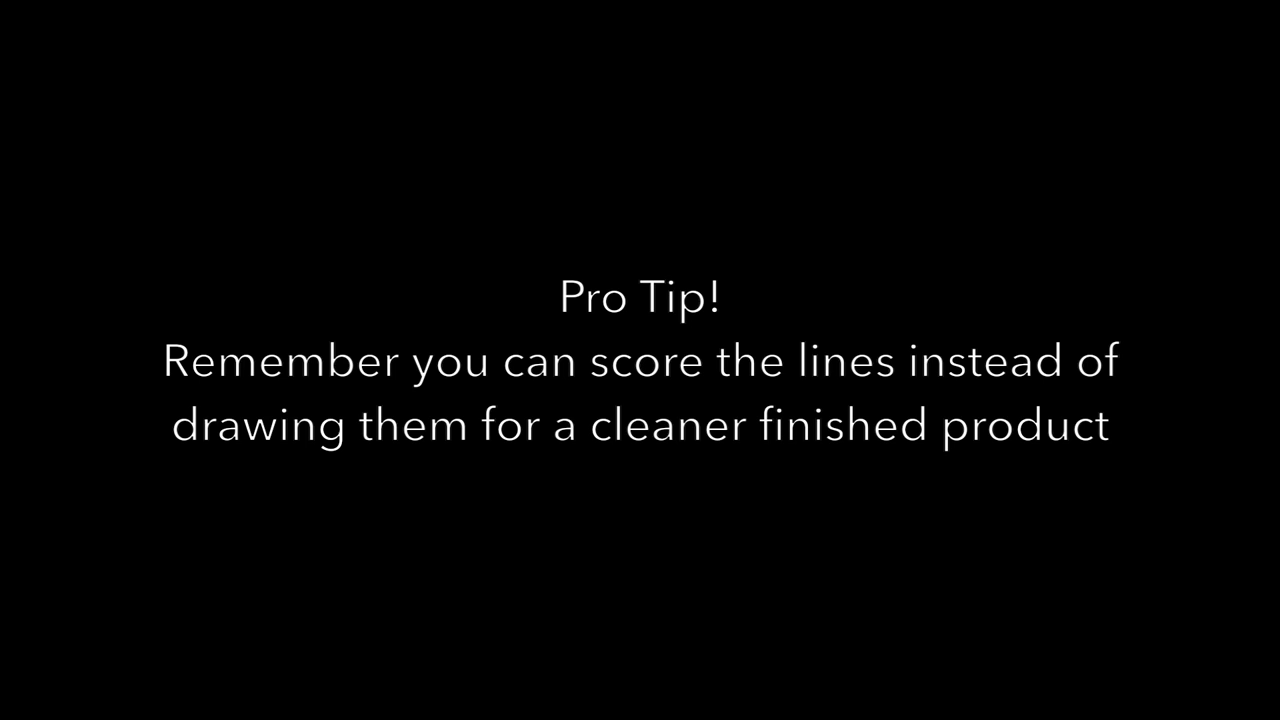 Pro Tip!
Remember you can score the lines instead of
drawing them for a cleaner finished product